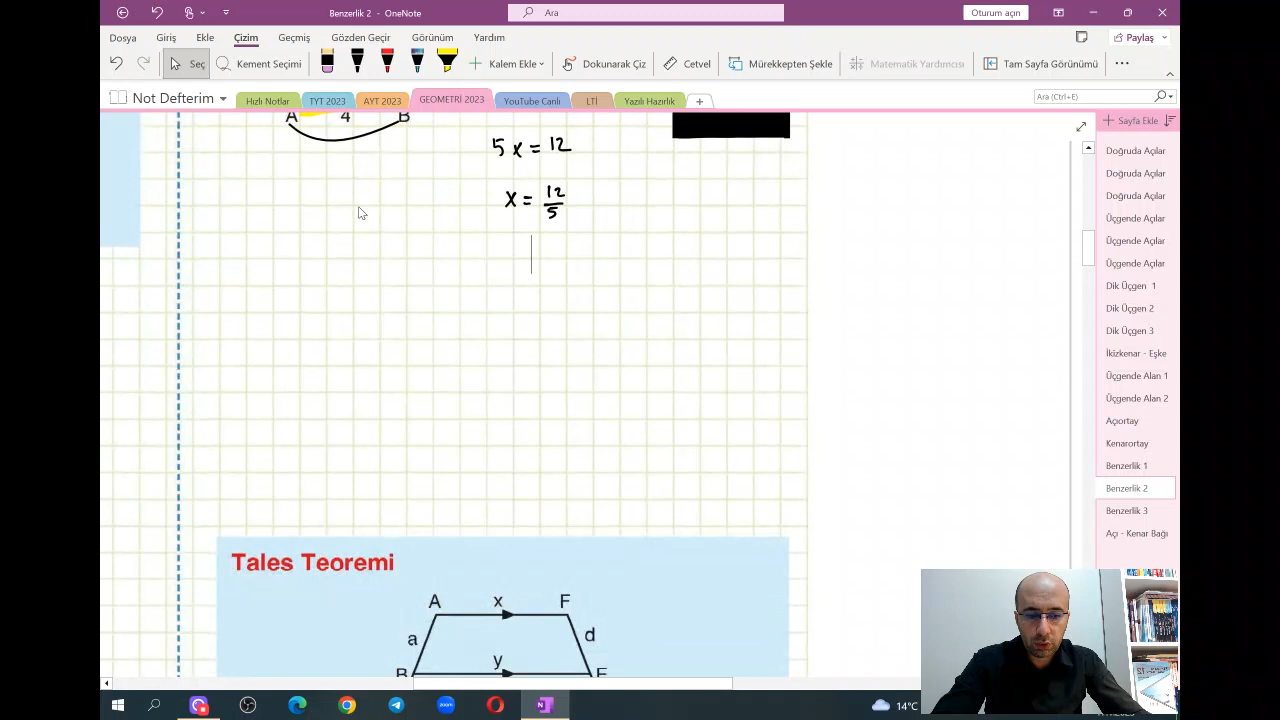 Benzerlik 2 - OneNote
Ara
Oturum açın
Dosya
Giriş
Ekle
Çizim
Geçmiş
Gözden Geçir
Görünüm
Yardım
Paylaş
Seç
Kement Seçimi
Kalem Ekle
Dokunarak Çiz
Cetvel
Mürekkepten Şekle
Matematik Yardımcısı
Tam Sayfa Görünümü
Not Defterim
Hızlı Notlar
TYT 2023
AYT 2023
GEOMETRİ 2023
YouTube Canlı
LTİ
Yazılı Hazırlık
Ara (Ctrl+E)
Sayfa Ekle
A 4 B
5x = 12
x = 12/5
Tales Teoremi
A x F
a d
y
B E
Doğruda Açılar
Doğruda Açılar
Doğruda Açılar
Üçgende Açılar
Üçgende Açılar
Üçgende Açılar
Dik Üçgen 1
Dik Üçgen 2
Dik Üçgen 3
İkizkenar - Eşke
Üçgende Alan 1
Üçgende Alan 2
Açıortay
Kenarortay
Benzerlik 1
Benzerlik 2
Benzerlik 3
Açı - Kenar Bağı
zoom
14°C